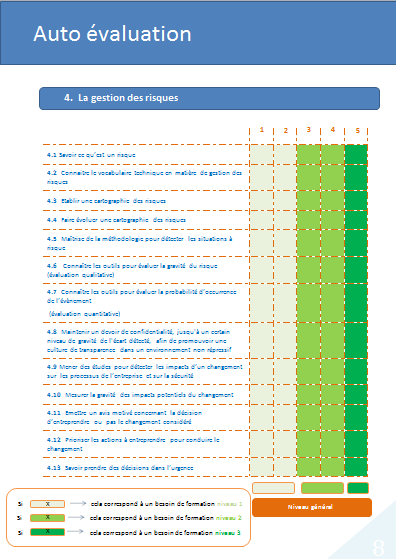 Auto évaluation
4. La gestion des risques
1 2 3 4 5
4.1 Savoir ce qu'est un risque
4.2 Connaitre le vocabulaire technique en matière de gestion des
risques
4.3 Etablir une cartographie des risques
4.4 Faire évoluer une cartographie des risques
4.5 Maîtrise de la méthodologie pour détecter les situations à
risque
4.6 Connaître les outils pour évaluer la gravité du risque
(évaluation qualitative)
4.7 Connaître les outils pour évaluer la probabilité d'occurence
de l'évènement
(évaluation quantitative)
4.8 Maintenir un devoir de confidentialité, jusqu'à un certain
niveau de gravité de l'écart détecté, afin de promouvoir une
culture de transparence dans un environnement non répressif
4.9 Mener des études pour détecter les impacts d'un changement
sur les processus de l'entreprise et sur la sécurité
4.10 Mesurer la gravité des impacts potentiels du changement
4.11 Emettre un avis motivé concernant la décision
d'entreprendre ou pas le changement considéré
4.12 Prioriser les actions à entreprendre pour conduire le
changement
4.13 Savoir prendre des décisions dans l'urgence
Niveau général
Si X cela correspond à un besoin de formation niveau 1
Si X cela correspond à un besoin de formation niveau 2
Si X cela correspond à un besoin de formation niveau 3
8